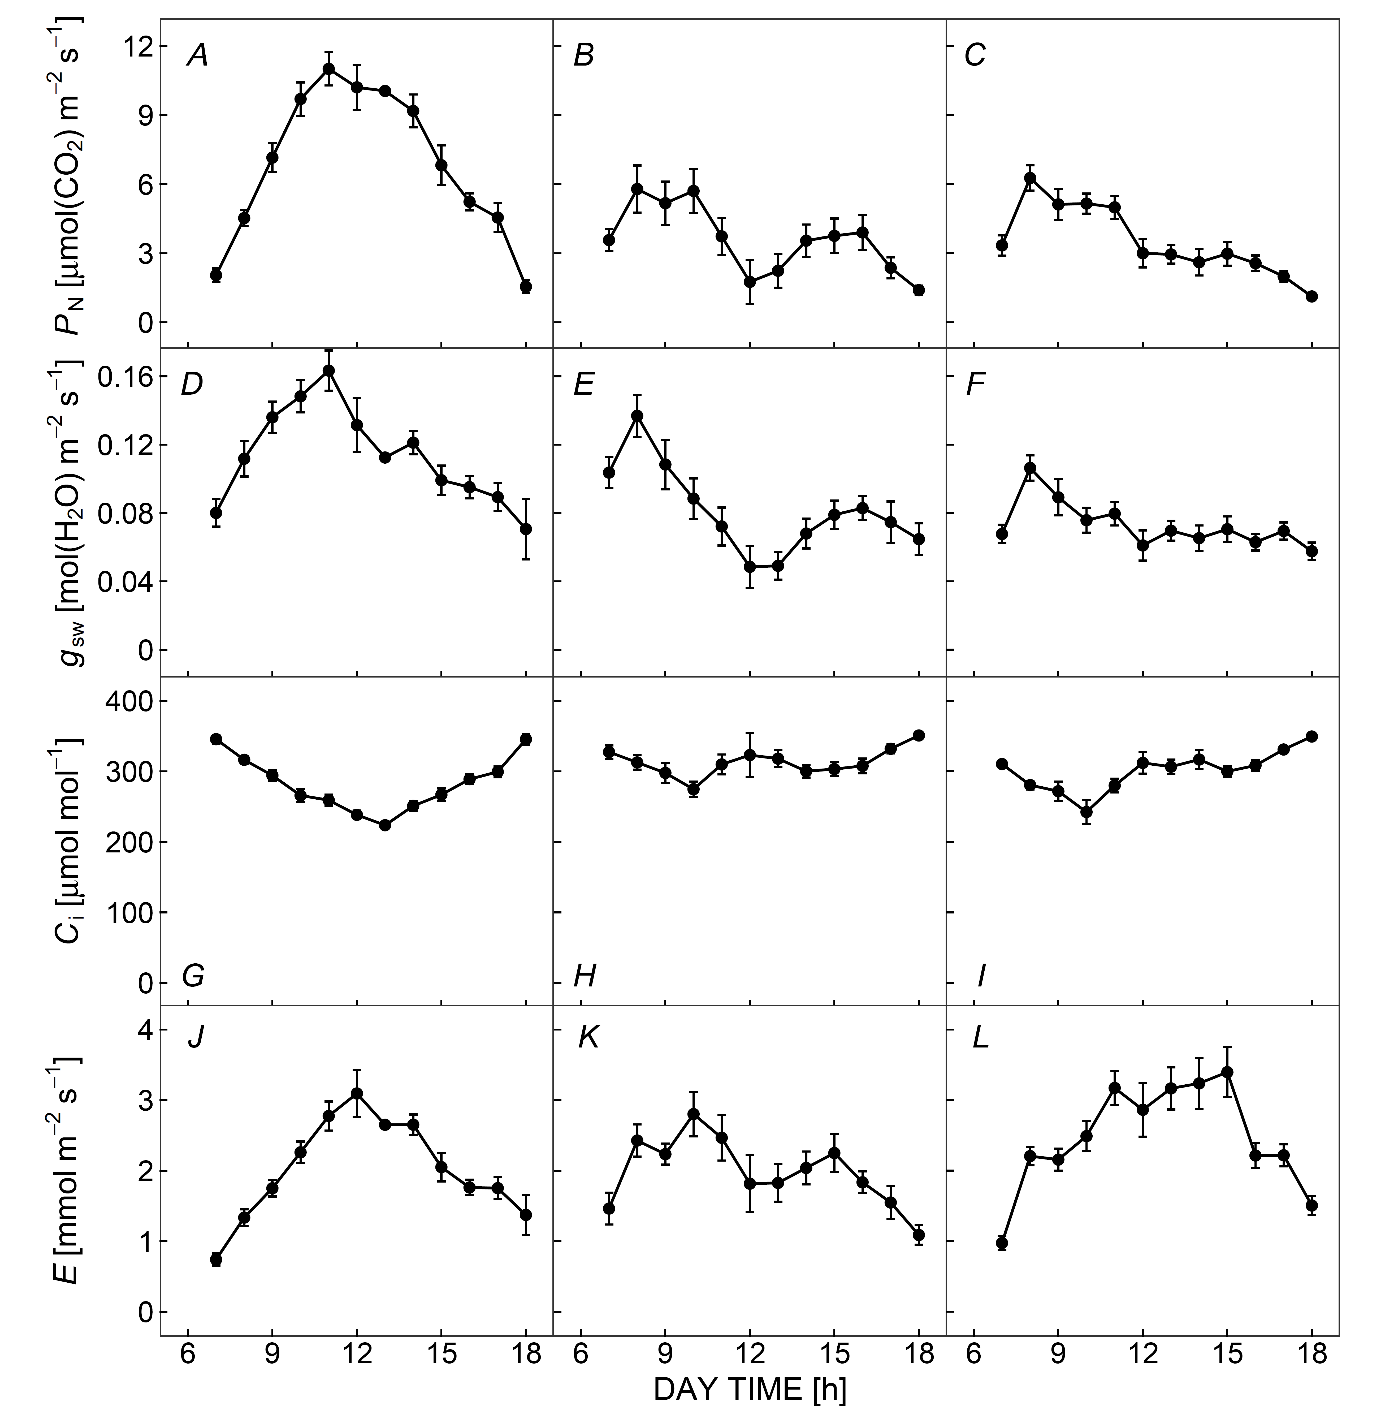 A B C
P_N [μmol(CO₂) m⁻² s⁻¹]
12
9
6
3
0
D E F
g_sw [mol(H₂O) m⁻² s⁻¹]
0.16
0.12
0.08
0.04
0
G H I
C_i [μmol mol⁻¹]
400
300
200
100
0
J K L
E [mmol m⁻² s⁻¹]
4
3
2
1
0
6 9 12 15 18 6 9 12 15 18 6 9 12 15 18
DAY TIME [h]